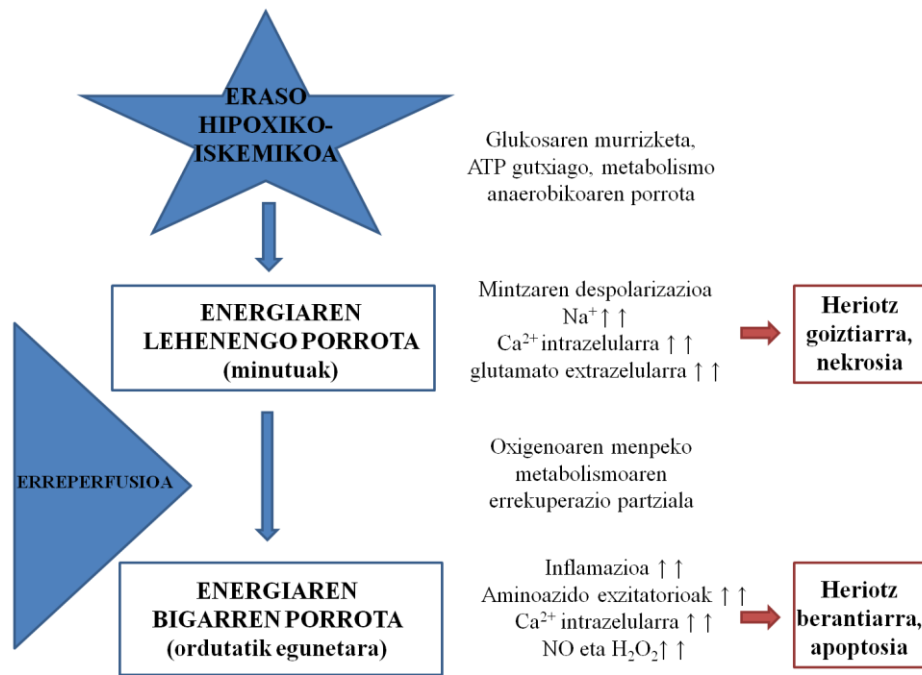 ERASO
HIPOXIKO-
ISKEMIKOA
Glukosaren murrizketa,
ATP gutxiago, metabolismo
anaerobikoaren porrota
ENERGIAREN
LEHENENGO PORROTA
(minutuak)
Mintzaren despolarizazioa
Na⁺ ↑ ↑
Ca²⁺ intrazelularra ↑ ↑
glutamato extrazelularra ↑ ↑
Heriotz
goiztiarra,
nekrosia
ERREPERFUSIOA
Oxigenoaren menpeko
metabolismoaren
errekuperazio partziala
ENERGIAREN
BIGARREN PORROTA
(ordutatik egunetara)
Inflamazioa ↑ ↑
Aminoazido exzitatorioak ↑ ↑
Ca²⁺ intrazelularra ↑ ↑
NO eta H₂O₂↑ ↑
Heriotz
berantiarra,
apoptosia